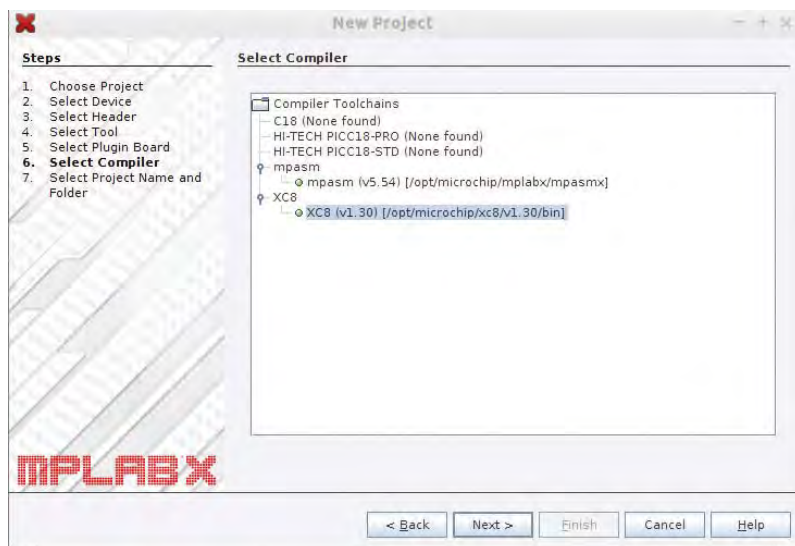 New Project
Steps
1. Choose Project
2. Select Device
3. Select Header
4. Select Tool
5. Select Plugin Board
6. Select Compiler
7. Select Project Name and
Folder
Select Compiler
Compiler Toolchains
C18 (None found)
HI-TECH PICC18-PRO (None found)
HI-TECH PICC18-STD (None found)
mpasm
mpasm (v5.54) [/opt/microchip/mplabx/mpasmx]
XC8
XC8 (v1.30) [/opt/microchip/xc8/v1.30/bin]
MPLABX
< Back Next > Finish Cancel Help